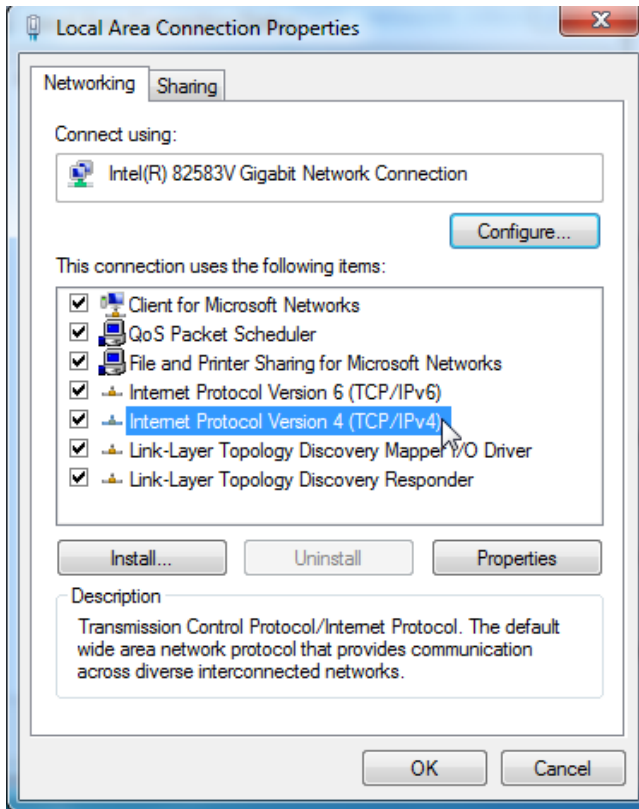 Local Area Connection Properties
Networking
Sharing
Connect using:
Intel(R) 82583V Gigabit Network Connection
Configure...
This connection uses the following items:
Client for Microsoft Networks
QoS Packet Scheduler
File and Printer Sharing for Microsoft Networks
Internet Protocol Version 6 (TCP/IPv6)
Internet Protocol Version 4 (TCP/IPv4)
Link-Layer Topology Discovery Mapper I/O Driver
Link-Layer Topology Discovery Responder
Install...
Uninstall
Properties
Description
Transmission Control Protocol/Internet Protocol. The default
wide area network protocol that provides communication
across diverse interconnected networks.
OK
Cancel